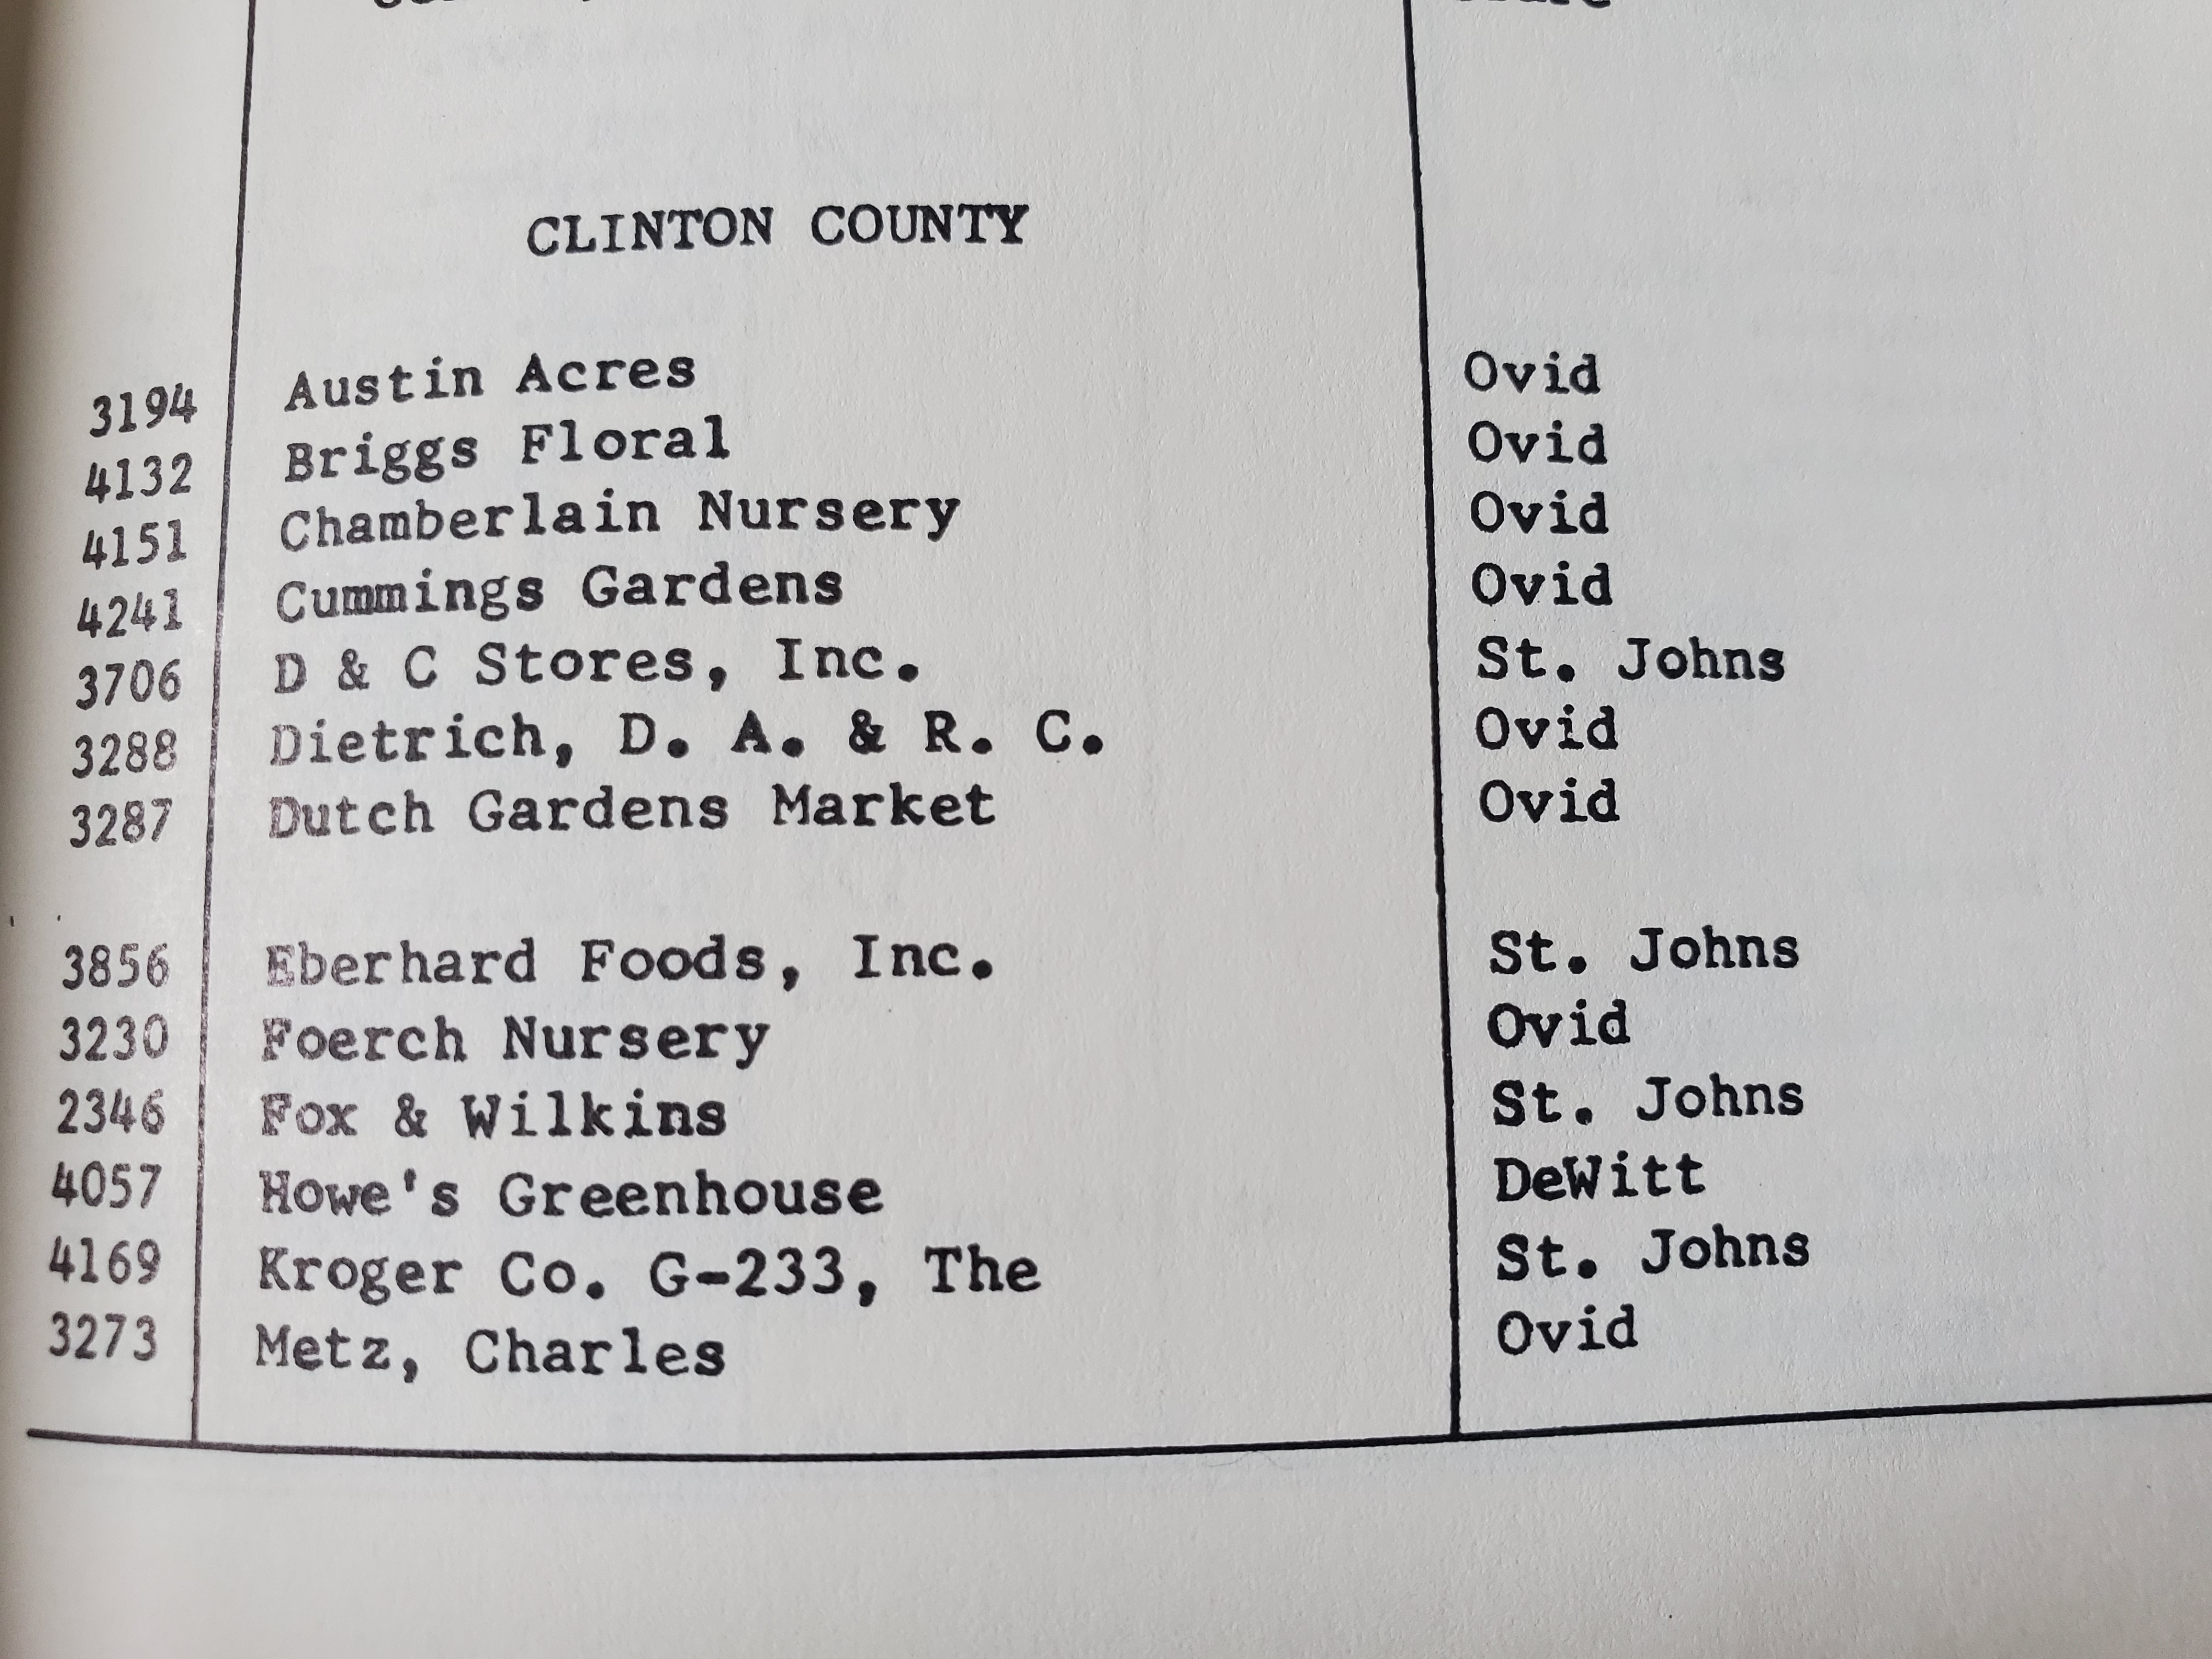 CLINTON COUNTY
3194 Austin Acres Ovid
4132 Briggs Floral Ovid
4151 Chamberlain Nursery Ovid
4241 Cummings Gardens Ovid
3706 D & C Stores, Inc. St. Johns
3288 Dietrich, D. A. & R. C. Ovid
3287 Dutch Gardens Market Ovid
3856 Eberhard Foods, Inc. St. Johns
3230 Foerch Nursery Ovid
2346 Fox & Wilkins St. Johns
4057 Howe's Greenhouse DeWitt
4169 Kroger Co. G-233, The St. Johns
3273 Metz, Charles Ovid